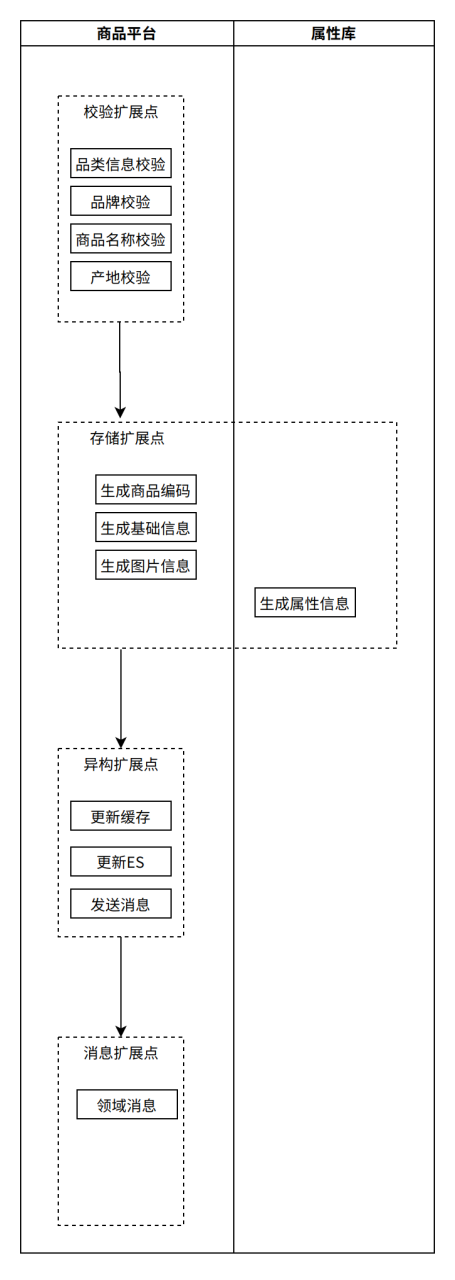 商品平台
属性库
校验扩展点
品类信息校验
品牌校验
商品名称校验
产地校验
存储扩展点
生成商品编码
生成基础信息
生成图片信息
生成属性信息
异构扩展点
更新缓存
更新ES
发送消息
消息扩展点
领域消息